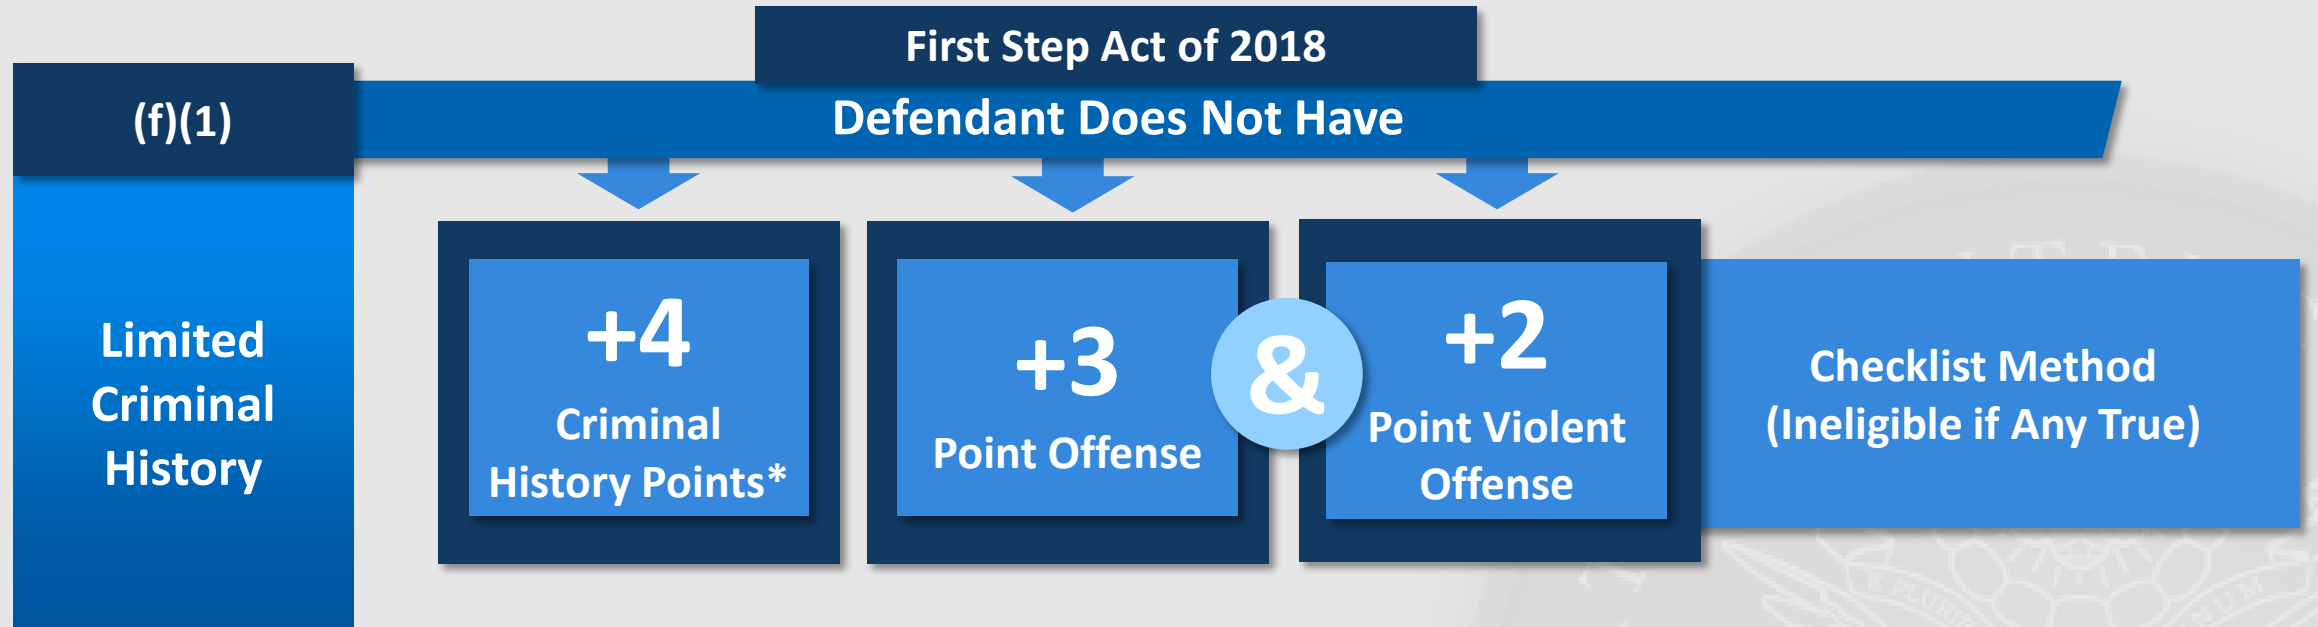 First Step Act of 2018
(f)(1)
Defendant Does Not Have
Limited
Criminal
History
+4
Criminal
History Points*
+3
Point Offense
&
+2
Point Violent
Offense
Checklist Method
(Ineligible if Any True)